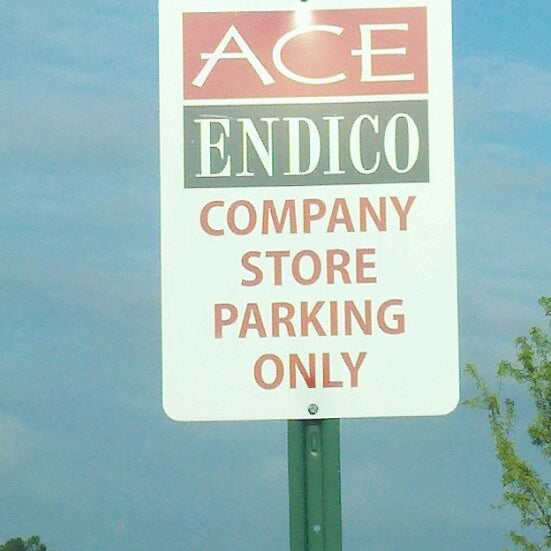 ACE
ENDICO
COMPANY
STORE
PARKING
ONLY